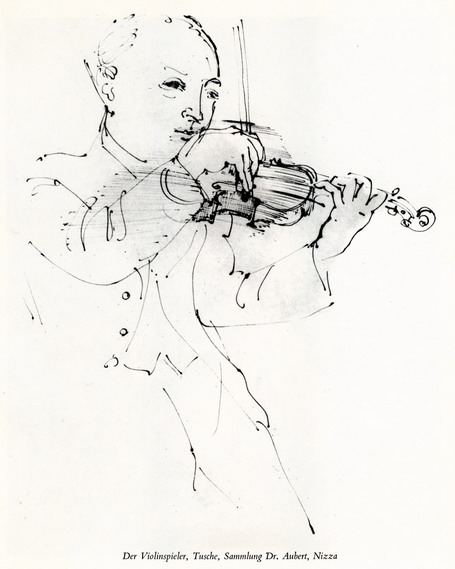 Der Violinspieler, Tusche, Sammlung Dr. Aubert, Nizza